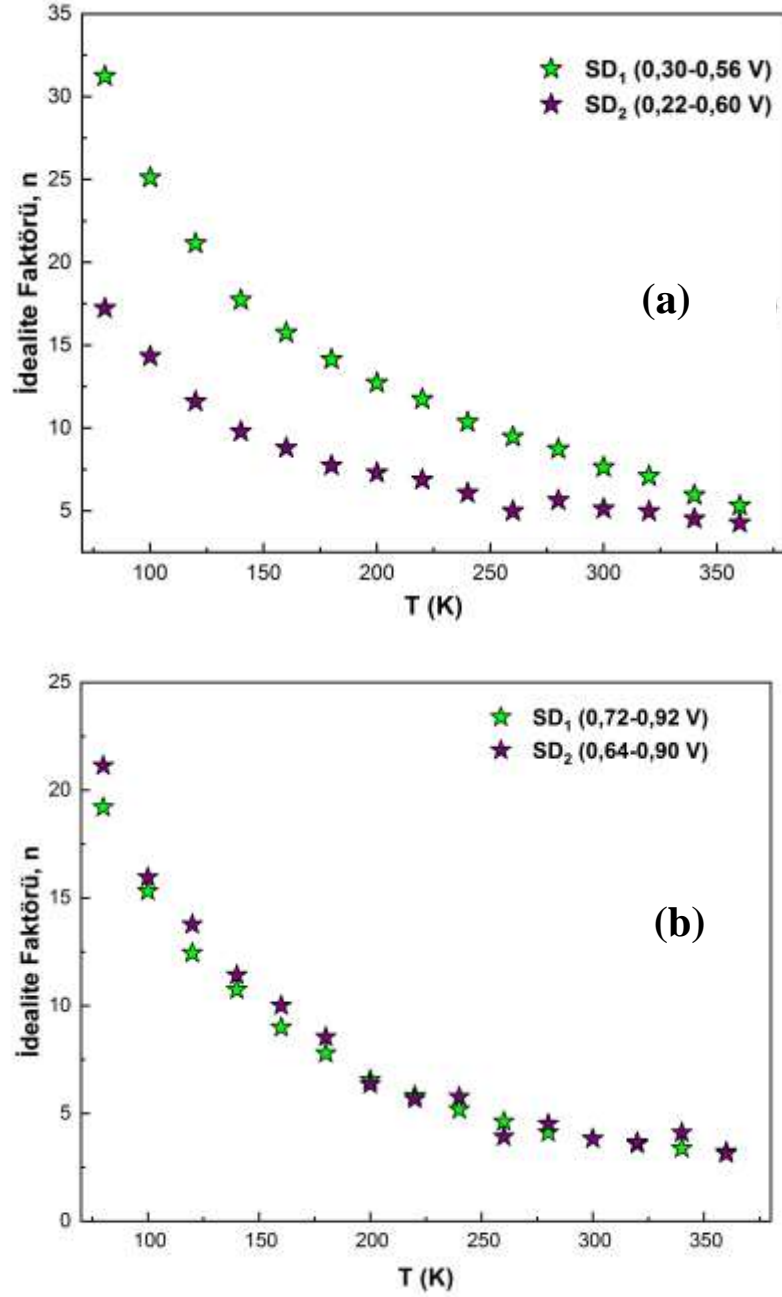 35
30
25
20
15
10
5
İdealite Faktörü, n
SD₁ (0,30-0,56 V)
SD₂ (0,22-0,60 V)
(a)
100 150 200 250 300 350
T (K)
25
20
15
10
5
0
İdealite Faktörü, n
SD₁ (0,72-0,92 V)
SD₂ (0,64-0,90 V)
(b)
100 150 200 250 300 350
T (K)